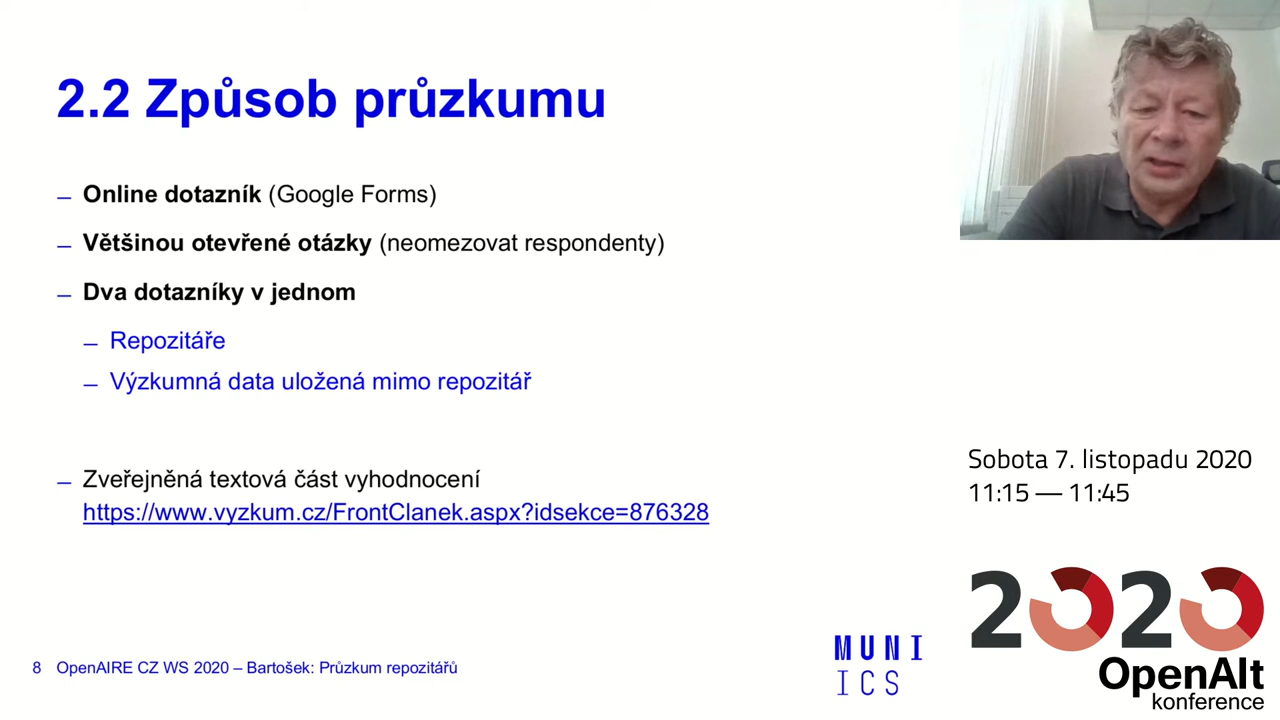 2.2 Způsob průzkumu
– Online dotazník (Google Forms)
– Většinou otevřené otázky (neomezovat respondenty)
– Dva dotazníky v jednom
– Repozitáře
– Výzkumná data uložená mimo repozitář
– Zveřejněná textová část vyhodnocení
https://www.vyzkum.cz/FrontClanek.aspx?idsekce=876328
Sobota 7. listopadu 2020
11:15 — 11:45
8 OpenAIRE CZ WS 2020 – Bartošek: Průzkum repozitářů
MUNI
ICS
2020
OpenAlt
konference